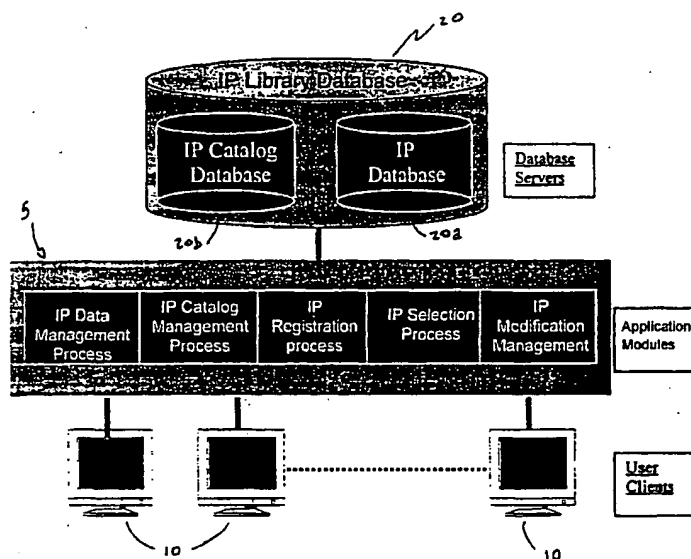 20
IP Library Database
IP Catalog
Database
IP
Database
Database
Servers
20b
20a
5
IP Data
Management
Process
IP Catalog
Management
Process
IP
Registration
process
IP Selection
Process
IP
Modification
Management
Application
Modules
User
Clients
10
10